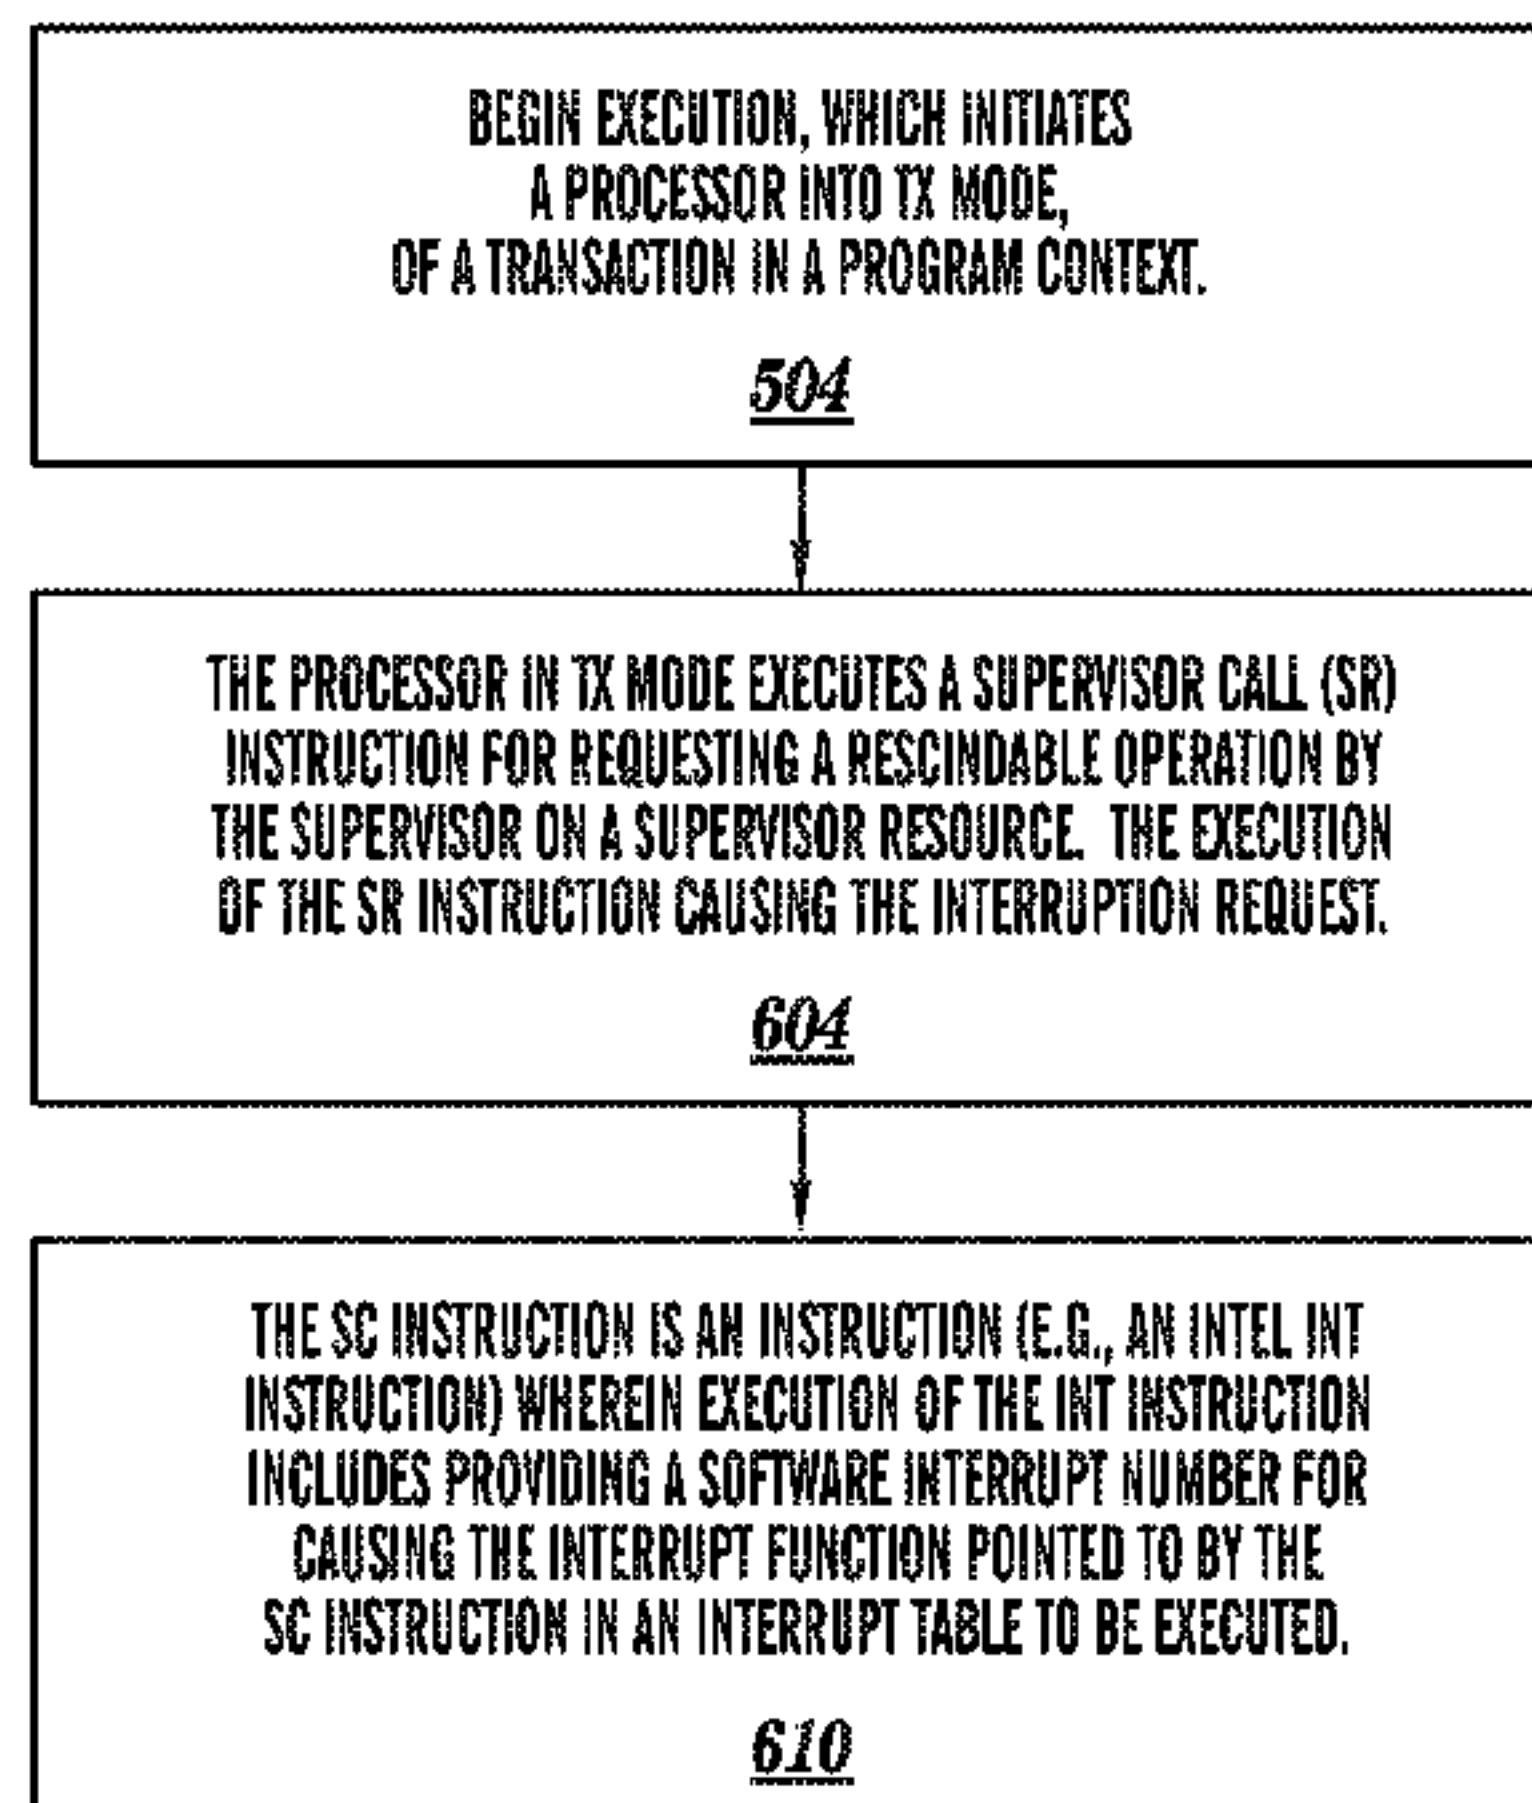 BEGIN EXECUTION, WHICH INITIATES
A PROCESSOR INTO TX MODE,
OF A TRANSACTION IN A PROGRAM CONTEXT.
504
THE PROCESSOR IN TX MODE EXECUTES A SUPERVISOR CALL (SR)
INSTRUCTION FOR REQUESTING A RESCINDABLE OPERATION BY
THE SUPERVISOR ON A SUPERVISOR RESOURCE. THE EXECUTION
OF THE SR INSTRUCTION CAUSING THE INTERRUPTION REQUEST.
604
THE SC INSTRUCTION IS AN INSTRUCTION (E.G., AN INTEL INT
INSTRUCTION) WHEREIN EXECUTION OF THE INT INSTRUCTION
INCLUDES PROVIDING A SOFTWARE INTERRUPT NUMBER FOR
CAUSING THE INTERRUPT FUNCTION POINTED TO BY THE
SC INSTRUCTION IN AN INTERRUPT TABLE TO BE EXECUTED.
610